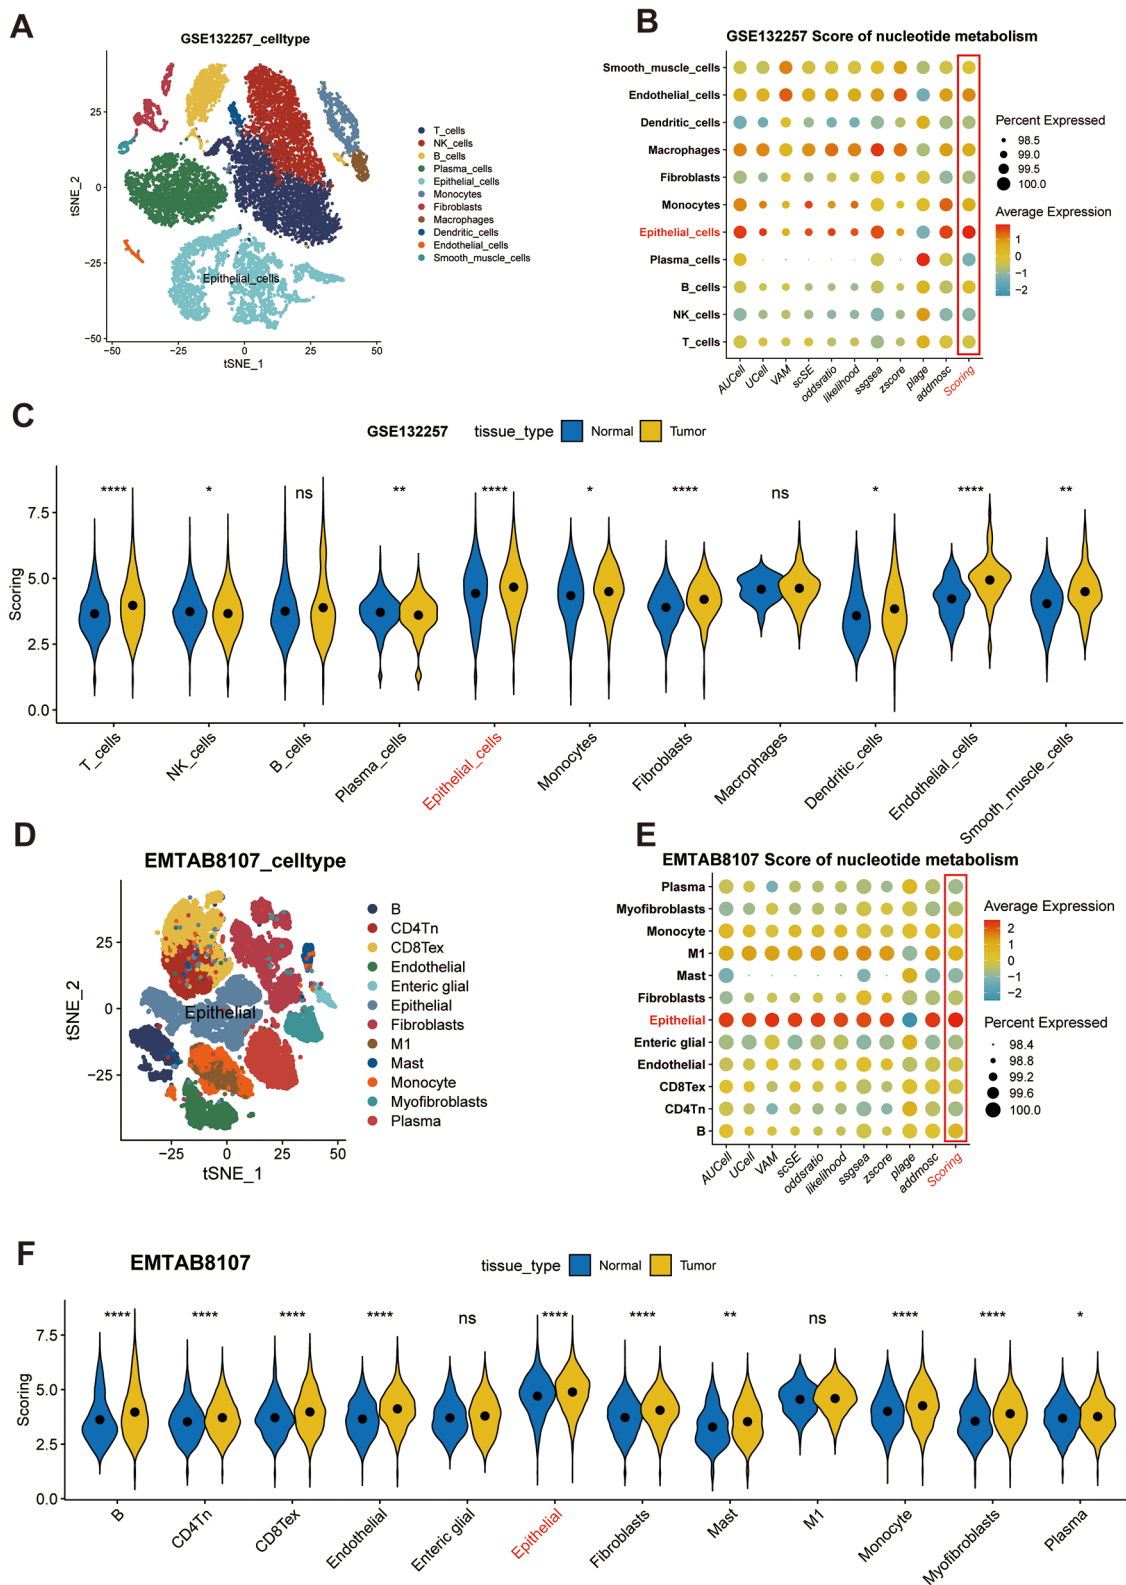 A
GSE132257_celltype
tSNE_2
25
0
−25
−50
−50
−25
0
25
50
tSNE_1
Epithelial_cells
T_cells
NK_cells
B_cells
Plasma_cells
Epithelial_cells
Monocytes
Fibroblasts
Macrophages
Dendritic_cells
Endothelial_cells
Smooth_muscle_cells
B
GSE132257 Score of nucleotide metabolism
Smooth_muscle_cells
Endothelial_cells
Dendritic_cells
Macrophages
Fibroblasts
Monocytes
Epithelial_cells
Plasma_cells
B_cells
NK_cells
T_cells
AUCell
UCell
VAM
scSE
oddsratio
likelihood
ssgsea
zscore
plage
addmosc
Scoring
Percent Expressed
98.5
99.0
99.5
100.0
Average Expression
1
0
−1
−2
C
GSE132257 tissue_type Normal Tumor
Scoring
7.5
5.0
2.5
0.0
**** * ns ** **** * **** ns * **** **
T_cells
NK_cells
B_cells
Plasma_cells
Epithelial_cells
Monocytes
Fibroblasts
Macrophages
Dendritic_cells
Endothelial_cells
Smooth_muscle_cells
D
EMTAB8107_celltype
tSNE_2
25
0
−25
−25
0
25
50
tSNE_1
Epithelial
B
CD4Tn
CD8Tex
Endothelial
Enteric glial
Epithelial
Fibroblasts
M1
Mast
Monocyte
Myofibroblasts
Plasma
E
EMTAB8107 Score of nucleotide metabolism
Plasma
Myofibroblasts
Monocyte
M1
Mast
Fibroblasts
Epithelial
Enteric glial
Endothelial
CD8Tex
CD4Tn
B
AUCell
UCell
VAM
scSE
oddsratio
likelihood
ssgsea
zscore
plage
addmosc
Scoring
Average Expression
2
1
0
−1
−2
Percent Expressed
98.4
98.8
99.2
99.6
100.0
F
EMTAB8107 tissue_type Normal Tumor
Scoring
7.5
5.0
2.5
0.0
**** **** **** **** ns **** **** ** ns **** **** *
B
CD4Tn
CD8Tex
Endothelial
Enteric glial
Epithelial
Fibroblasts
Mast
M1
Monocyte
Myofibroblasts
Plasma